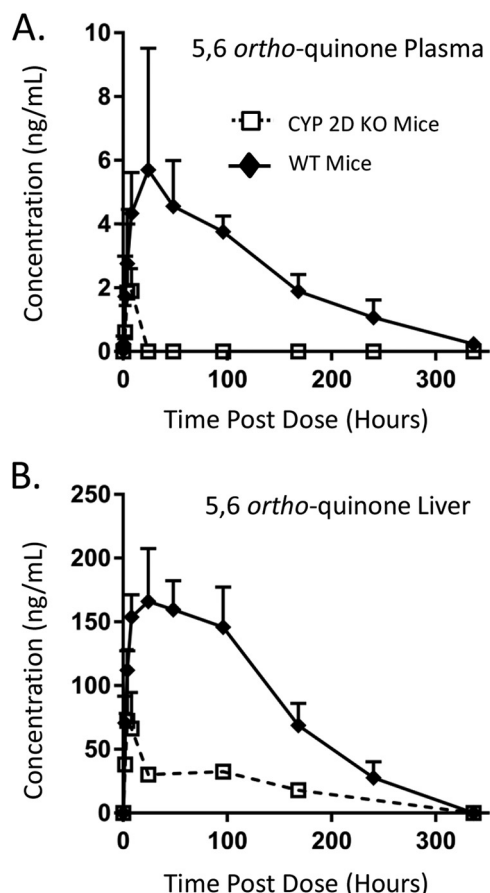 A.
5,6 ortho-quinone Plasma
CYP 2D KO Mice
WT Mice
Concentration (ng/mL)
10
8
6
4
2
0
0 100 200 300
Time Post Dose (Hours)
B.
5,6 ortho-quinone Liver
Concentration (ng/mL)
250
200
150
100
50
0
0 100 200 300
Time Post Dose (Hours)